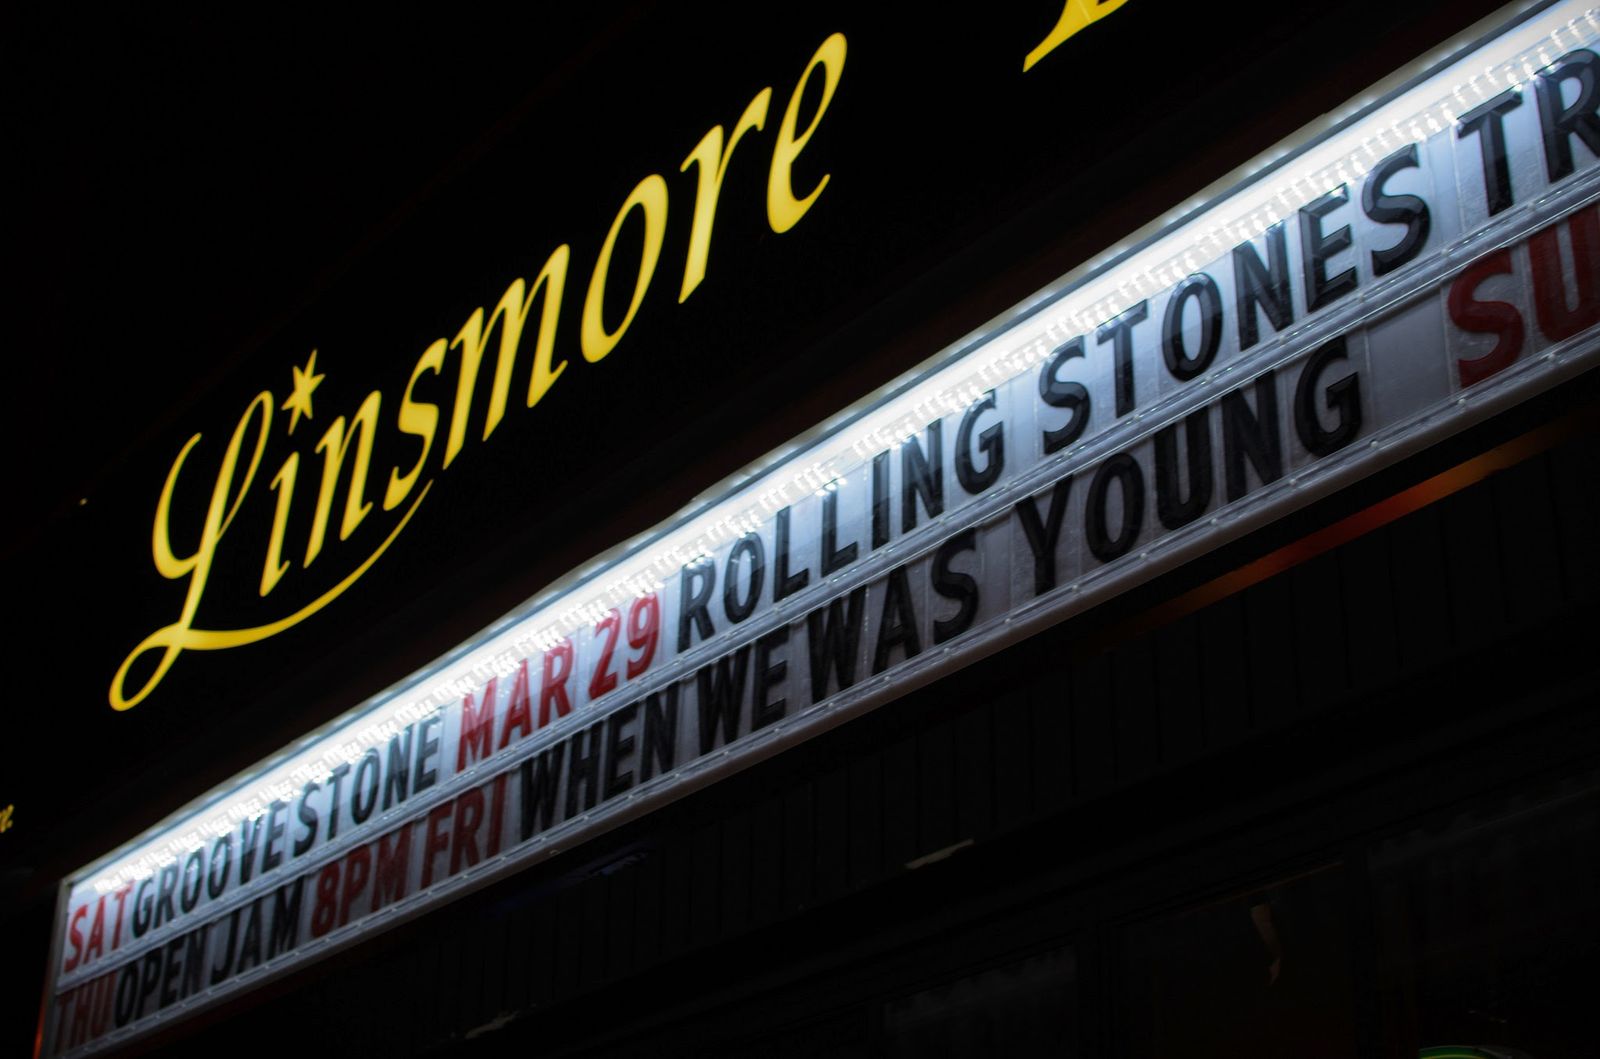 Linsmore
SAT GROOVESTONE MAR 29 ROLLING STONES TR
THU OPEN JAM 8PM FRI WHEN WE WAS YOUNG SU